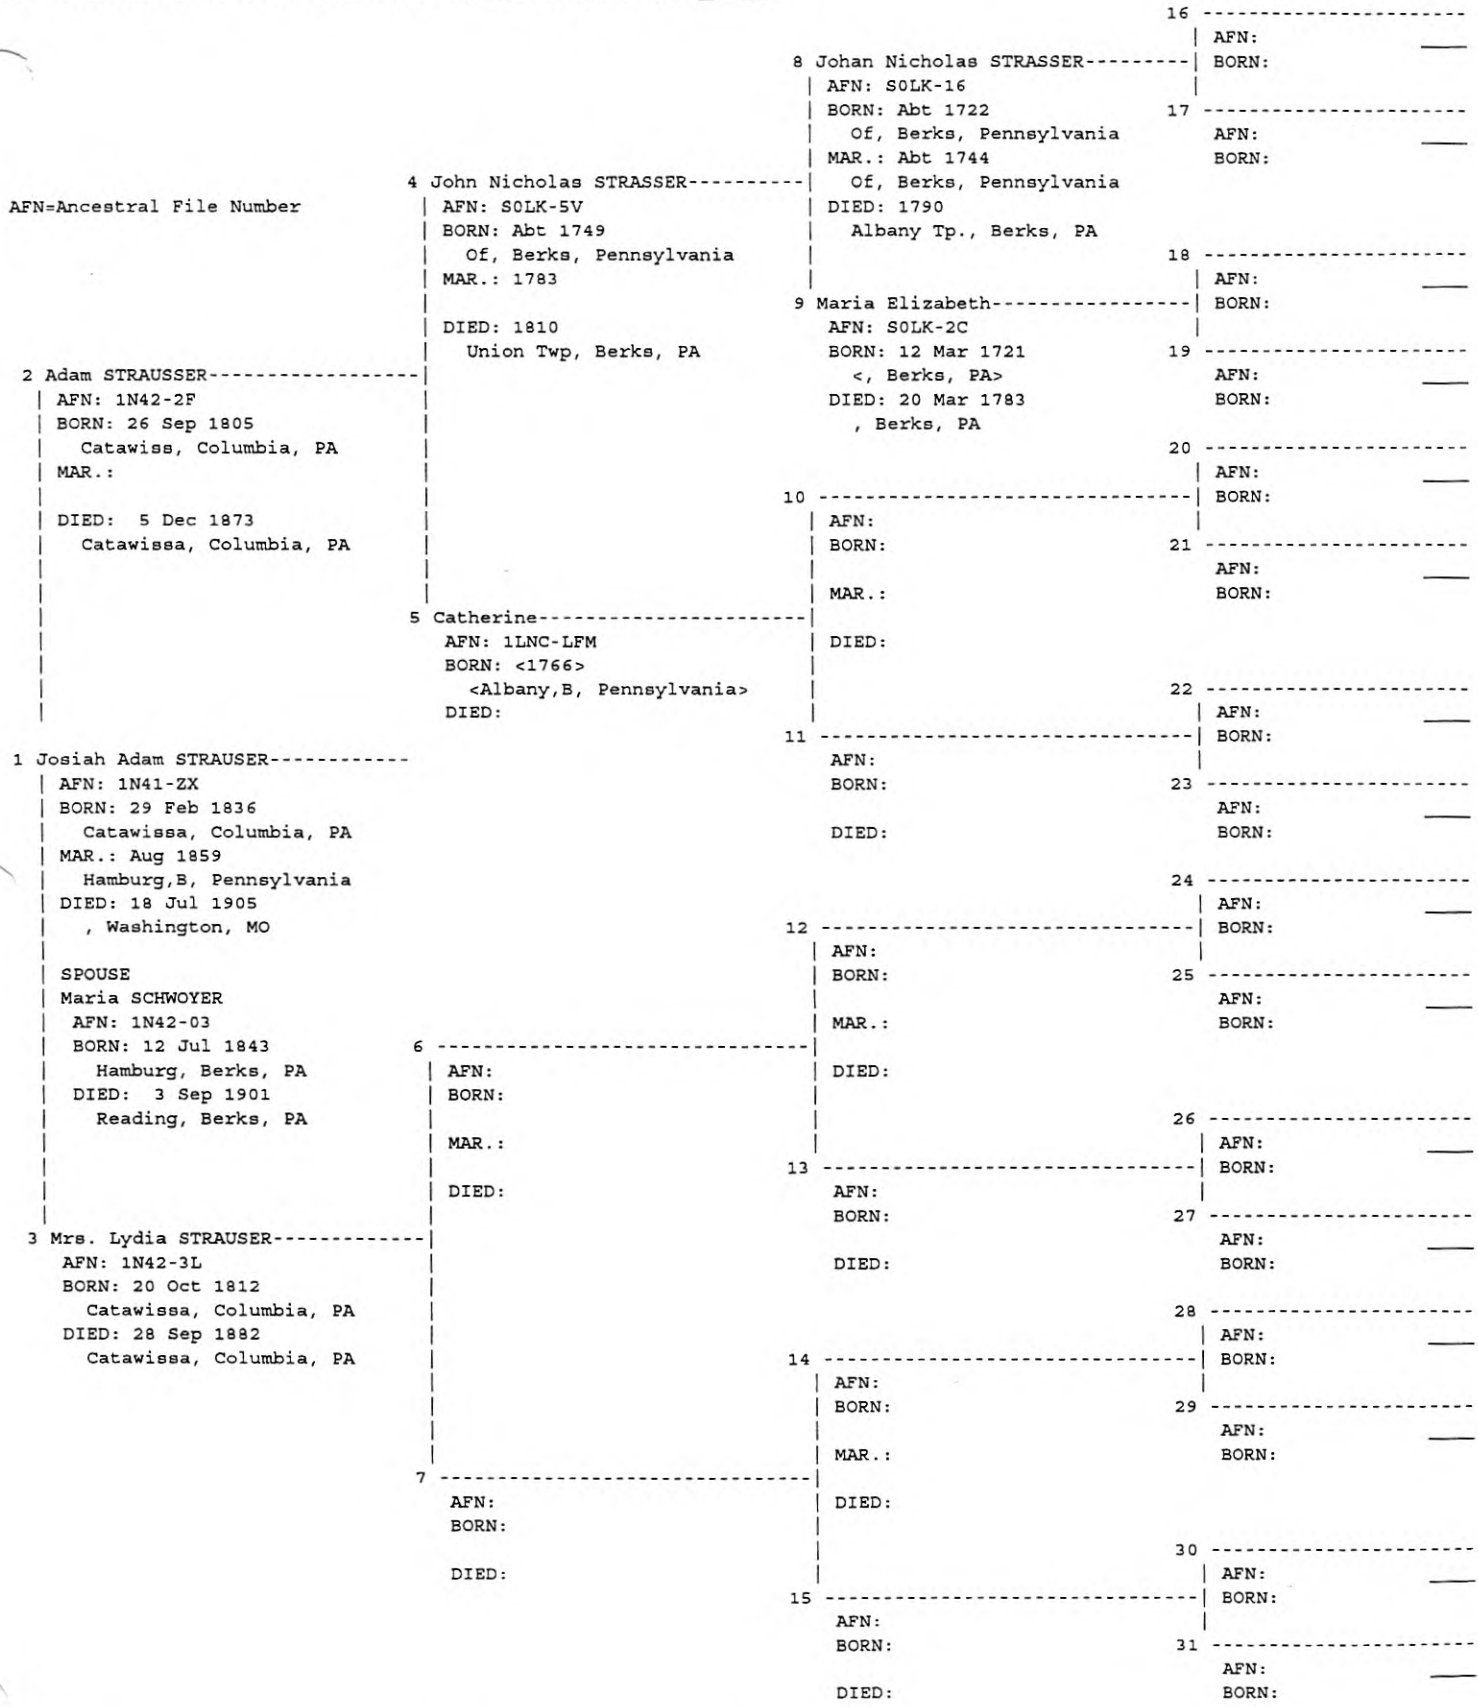 AFN=Ancestral File Number
1 Josiah Adam STRAUSER------------
AFN: 1N41-ZX
BORN: 29 Feb 1836
Catawissa, Columbia, PA
MAR.: Aug 1859
Hamburg,B, Pennsylvania
DIED: 18 Jul 1905
, Washington, MO
SPOUSE
Maria SCHWOYER
AFN: 1N42-03
BORN: 12 Jul 1843
Hamburg, Berks, PA
DIED: 3 Sep 1901
Reading, Berks, PA
2 Adam STRAUSSER------------------
AFN: 1N42-2F
BORN: 26 Sep 1805
Catawiss, Columbia, PA
MAR.:
DIED: 5 Dec 1873
Catawissa, Columbia, PA
3 Mrs. Lydia STRAUSER-------------
AFN: 1N42-3L
BORN: 20 Oct 1812
Catawissa, Columbia, PA
DIED: 28 Sep 1882
Catawissa, Columbia, PA
4 John Nicholas STRASSER----------
AFN: S0LK-5V
BORN: Abt 1749
Of, Berks, Pennsylvania
MAR.: 1783
DIED: 1810
Union Twp, Berks, PA
5 Catherine-----------------------
AFN: 1LNC-LFM
BORN: <1766>
<Albany,B, Pennsylvania>
DIED:
6 --------------------------------
AFN:
BORN:
MAR.:
DIED:
7 --------------------------------
AFN:
BORN:
DIED:
8 Johan Nicholas STRASSER---------
AFN: S0LK-16
BORN: Abt 1722
Of, Berks, Pennsylvania
MAR.: Abt 1744
Of, Berks, Pennsylvania
DIED: 1790
Albany Tp., Berks, PA
9 Maria Elizabeth-----------------
AFN: S0LK-2C
BORN: 12 Mar 1721
<, Berks, PA>
DIED: 20 Mar 1783
, Berks, PA
10 --------------------------------
AFN:
BORN:
MAR.:
DIED:
11 --------------------------------
AFN:
BORN:
DIED:
12 --------------------------------
AFN:
BORN:
MAR.:
DIED:
13 --------------------------------
AFN:
BORN:
DIED:
14 --------------------------------
AFN:
BORN:
MAR.:
DIED:
15 --------------------------------
AFN:
BORN:
DIED:
16 -----------------------
AFN:
BORN:
17 -----------------------
AFN:
BORN:
18 -----------------------
AFN:
BORN:
19 -----------------------
AFN:
BORN:
20 -----------------------
AFN:
BORN:
21 -----------------------
AFN:
BORN:
22 -----------------------
AFN:
BORN:
23 -----------------------
AFN:
BORN:
24 -----------------------
AFN:
BORN:
25 -----------------------
AFN:
BORN:
26 -----------------------
AFN:
BORN:
27 -----------------------
AFN:
BORN:
28 -----------------------
AFN:
BORN:
29 -----------------------
AFN:
BORN:
30 -----------------------
AFN:
BORN:
31 -----------------------
AFN:
BORN: